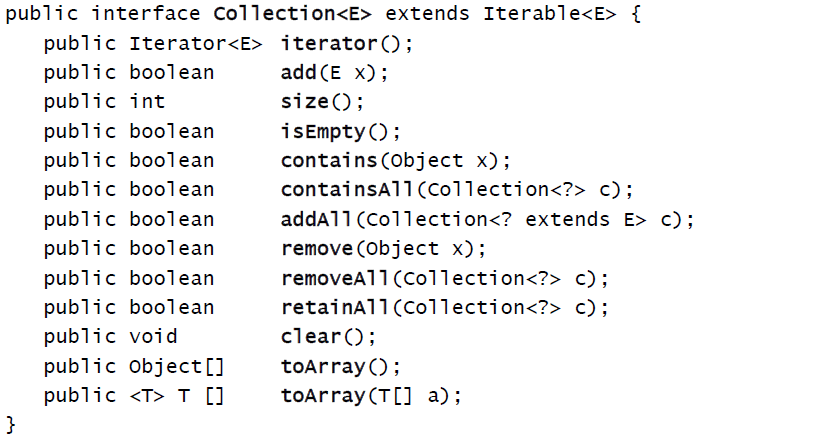 public interface Collection<E> extends Iterable<E> {
public Iterator<E> iterator();
public boolean add(E x);
public int size();
public boolean isEmpty();
public boolean contains(Object x);
public boolean containsAll(Collection<?> c);
public boolean addAll(Collection<? extends E> c);
public boolean remove(Object x);
public boolean removeAll(Collection<?> c);
public boolean retainAll(Collection<?> c);
public void clear();
public Object[] toArray();
public <T> T [] toArray(T[] a);
}